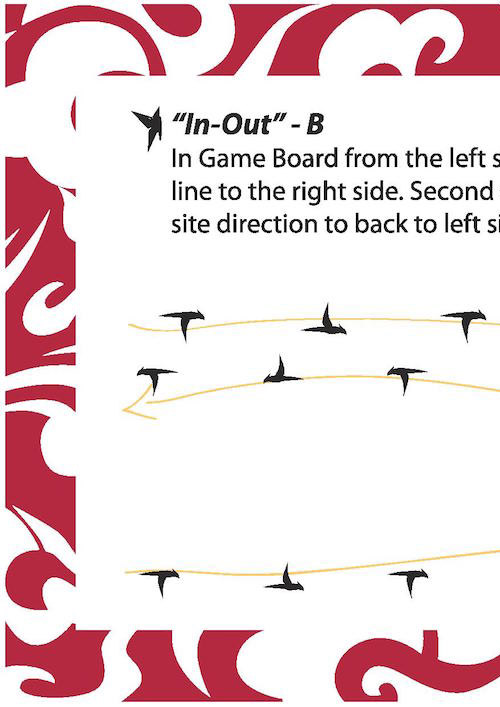 “In-Out” - B
In Game Board from the left
line to the right side. Second
site direction to back to left